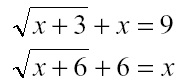 √(x + 3) + x = 9
√(x + 6) + 6 = x